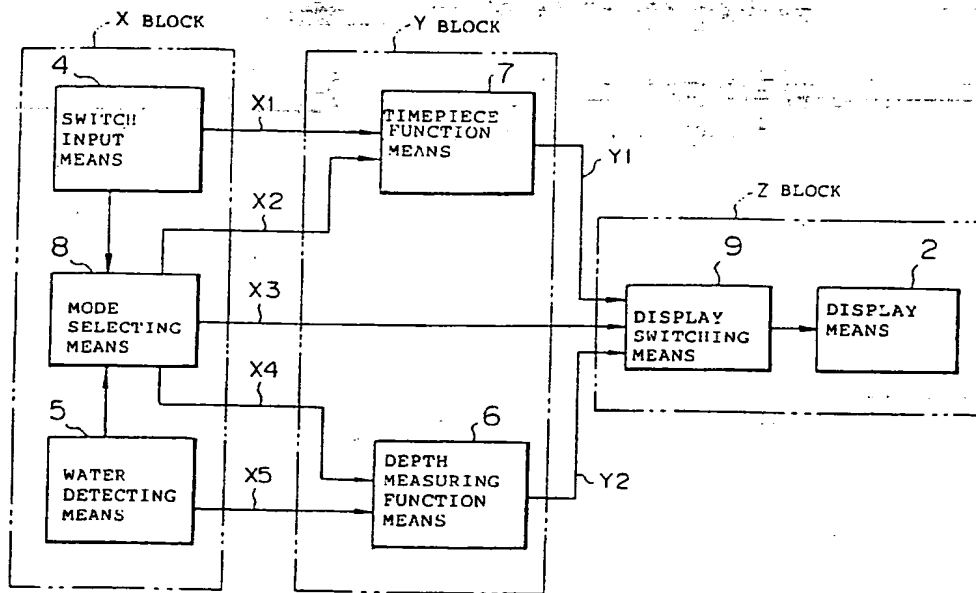 X BLOCK
4
SWITCH
INPUT
MEANS
8
MODE
SELECTING
MEANS
5
WATER
DETECTING
MEANS
X1
X2
X3
X4
X5
Y BLOCK
7
TIMEPIECE
FUNCTION
MEANS
6
DEPTH
MEASURING
FUNCTION
MEANS
Y1
Y2
Z BLOCK
9
DISPLAY
SWITCHING
MEANS
2
DISPLAY
MEANS